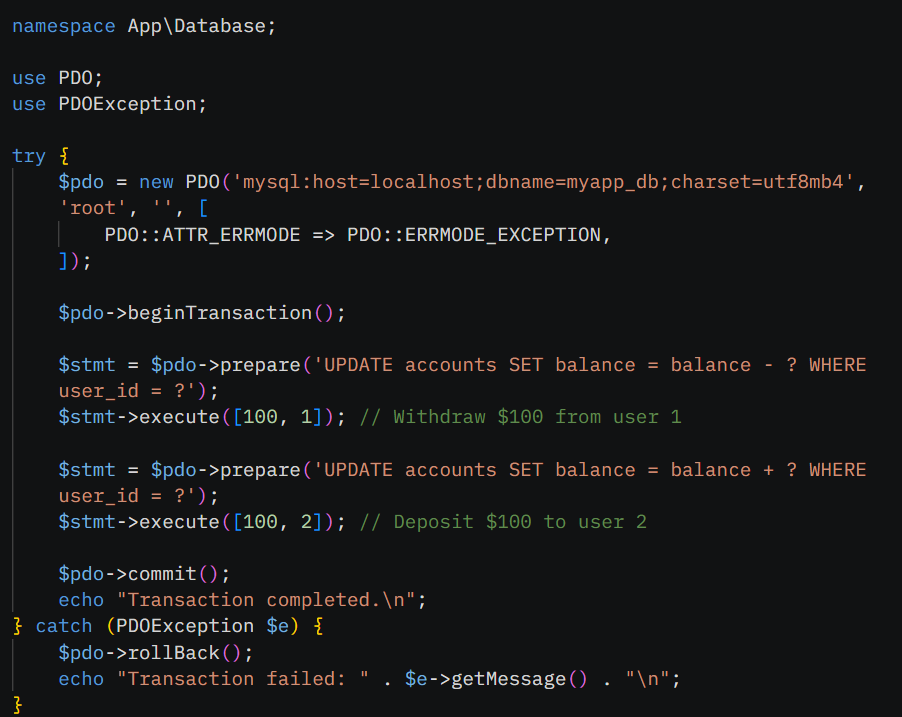 namespace App\Database;
use PDO;
use PDOException;
try {
$pdo = new PDO('mysql:host=localhost;dbname=myapp_db;charset=utf8mb4',
'root', '', [
PDO::ATTR_ERRMODE => PDO::ERRMODE_EXCEPTION,
]);
$pdo->beginTransaction();
$stmt = $pdo->prepare('UPDATE accounts SET balance = balance - ? WHERE
user_id = ?');
$stmt->execute([100, 1]); // Withdraw $100 from user 1
$stmt = $pdo->prepare('UPDATE accounts SET balance = balance + ? WHERE
user_id = ?');
$stmt->execute([100, 2]); // Deposit $100 to user 2
$pdo->commit();
echo "Transaction completed.\n";
} catch (PDOException $e) {
$pdo->rollBack();
echo "Transaction failed: " . $e->getMessage() . "\n";
}